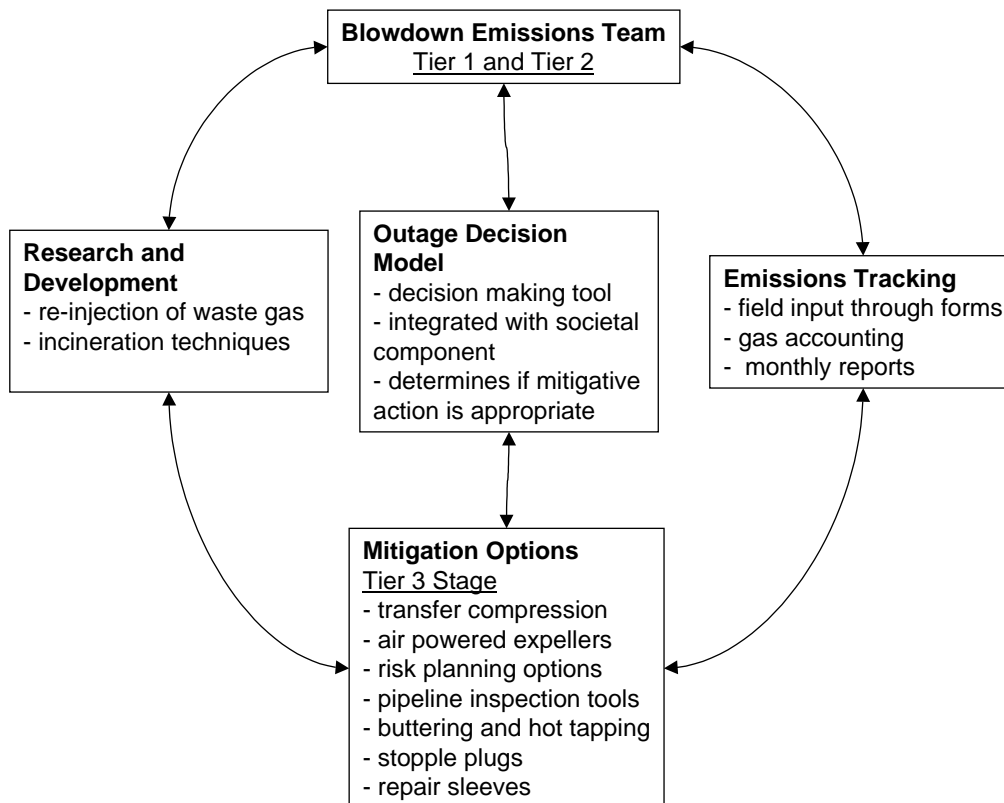 Blowdown Emissions Team
Tier 1 and Tier 2
Research and
Development
- re-injection of waste gas
- incineration techniques
Outage Decision
Model
- decision making tool
- integrated with societal
component
- determines if mitigative
action is appropriate
Emissions Tracking
- field input through forms
- gas accounting
- monthly reports
Mitigation Options
Tier 3 Stage
- transfer compression
- air powered expellers
- risk planning options
- pipeline inspection tools
- buttering and hot tapping
- stopple plugs
- repair sleeves